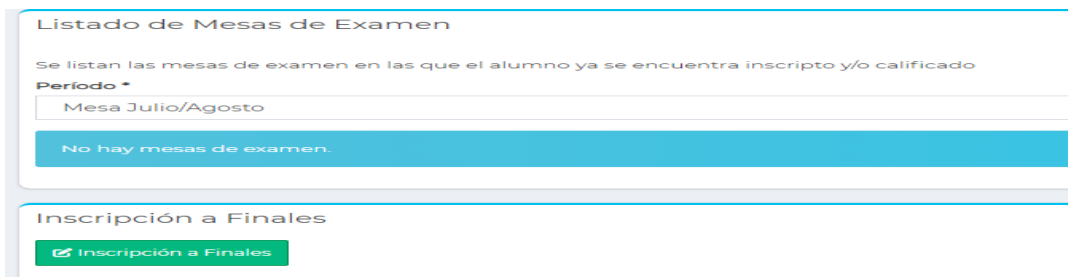 Listado de Mesas de Examen
Se listan las mesas de examen en las que el alumno ya se encuentra inscripto y/o calificado
Período *
Mesa Julio/Agosto
No hay mesas de examen.
Inscripción a Finales
Inscripción a Finales